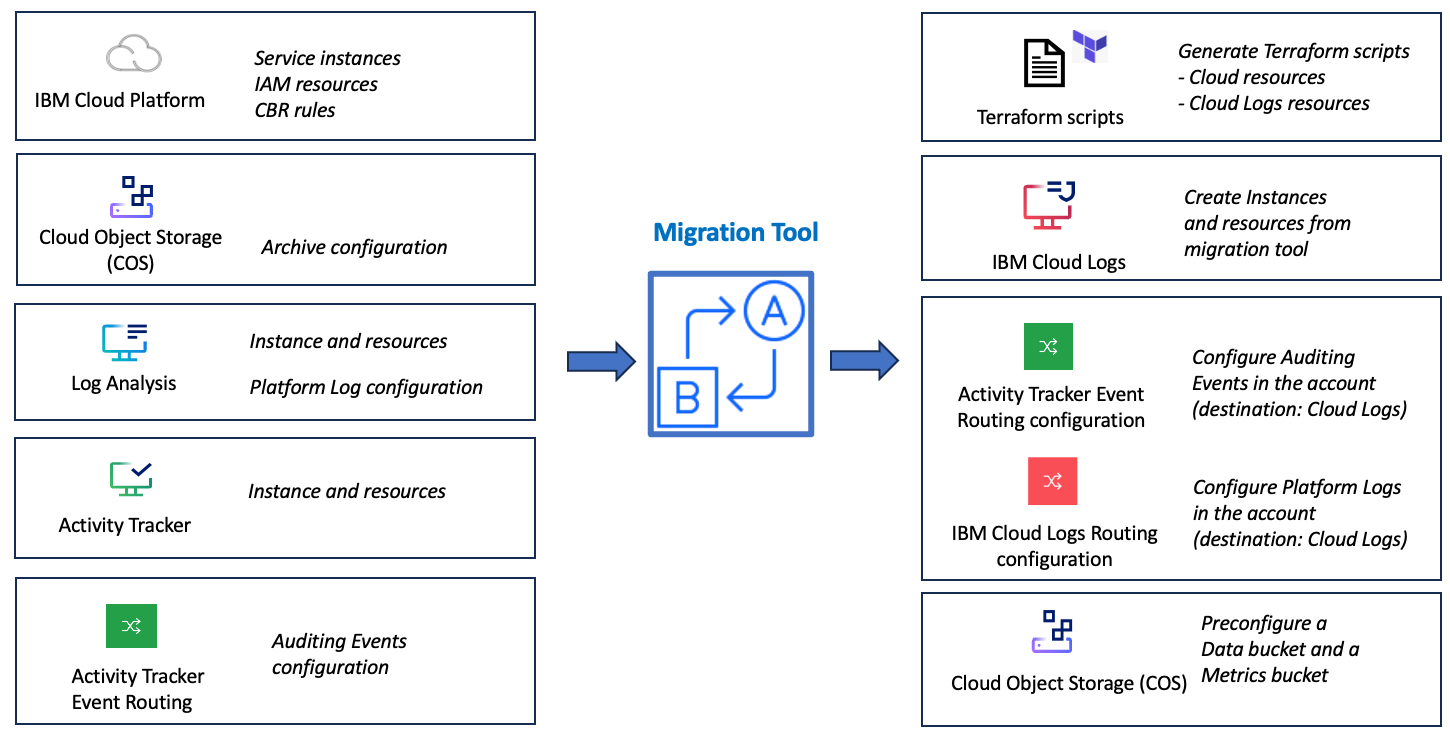 IBM Cloud Platform
Service instances
IAM resources
CBR rules
Cloud Object Storage
(COS)
Archive configuration
Log Analysis
Instance and resources
Platform Log configuration
Activity Tracker
Instance and resources
Activity Tracker
Event Routing
Auditing Events
configuration
Migration Tool
A
B
Terraform scripts
Generate Terraform scripts
- Cloud resources
- Cloud Logs resources
IBM Cloud Logs
Create Instances
and resources from
migration tool
Activity Tracker Event
Routing configuration
Configure Auditing
Events in the account
(destination: Cloud Logs)
IBM Cloud Logs Routing
configuration
Configure Platform Logs
in the account
(destination: Cloud Logs)
Cloud Object Storage (COS)
Preconfigure a
Data bucket and a
Metrics bucket